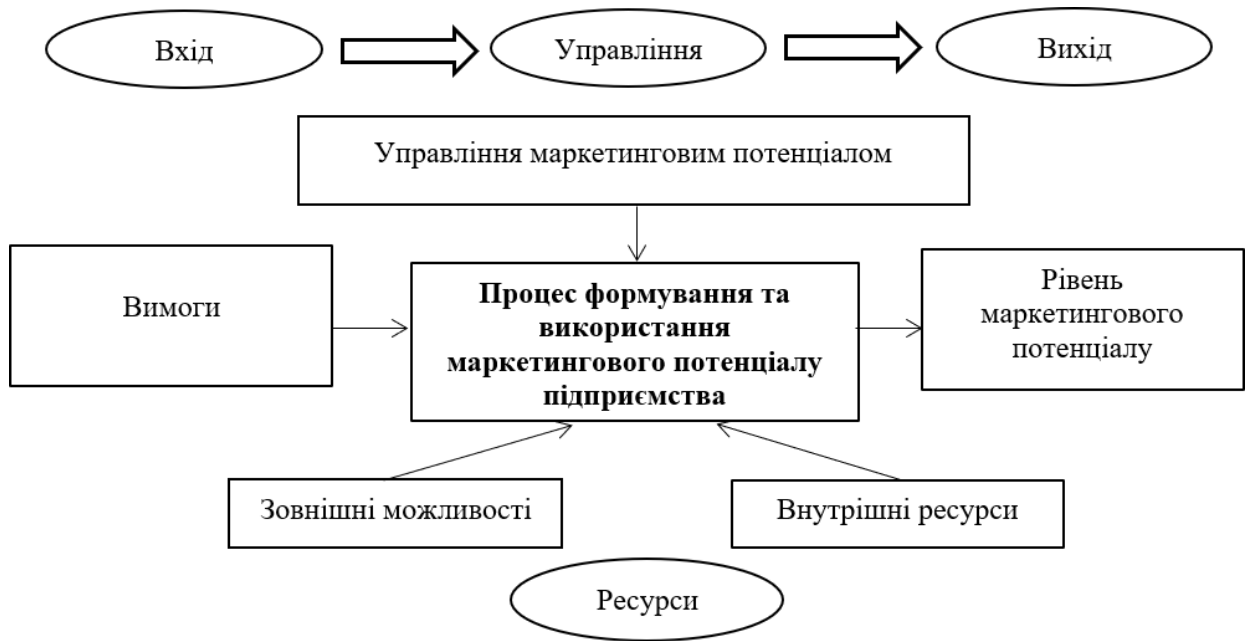 Вхід
Управління
Вихід
Управління маркетинговим потенціалом
Вимоги
Процес формування та
використання
маркетингового потенціалу
підприємства
Рівень
маркетингового
потенціалу
Зовнішні можливості
Внутрішні ресурси
Ресурси